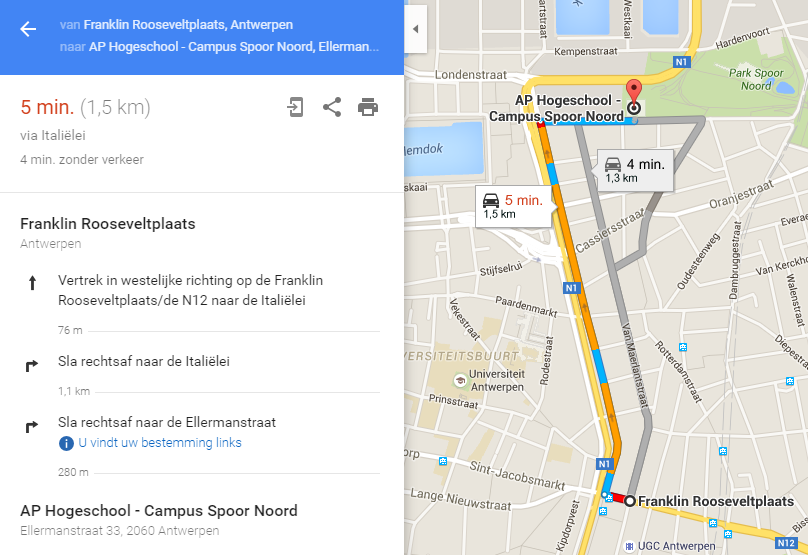 van Franklin Rooseveltplaats, Antwerpen
naar AP Hogeschool - Campus Spoor Noord, Ellerman...
5 min. (1,5 km)
via Italiëlei
4 min. zonder verkeer
Franklin Rooseveltplaats
Antwerpen
Vertrek in westelijke richting op de Franklin
Rooseveltplaats/de N12 naar de Italiëlei
76 m
Sla rechtsaf naar de Italiëlei
1,1 km
Sla rechtsaf naar de Ellermanstraat
U vindt uw bestemming links
280 m
AP Hogeschool - Campus Spoor Noord
Ellermanstraat 33, 2060 Antwerpen
Westkaai
Kempenstraat
Hardenvoort
N1
Londenstraat
Park Spoor
Noord
AP Hogeschool -
Campus Spoor Noord
emdok
4 min.
1,3 km
skaai
5 min.
1,5 km
Oranjestraat
Cassiersstraat
Stijfselrui
Oudesteenweg
Dambruggestraat
Van Kerckho
Walenstraat
N1
Paardenmarkt
Vekestraat
Rodestraat
Van Maerlantstraat
Rotterdamstraat
Diepestraat
VERSITEITSBUURT
Universiteit
Antwerpen
Prinsstraat
N1
Sint-Jacobsmarkt
Lange Nieuwstraat
Kipdorpvest
Franklin Rooseveltplaats
UGC Antwerpen
N12